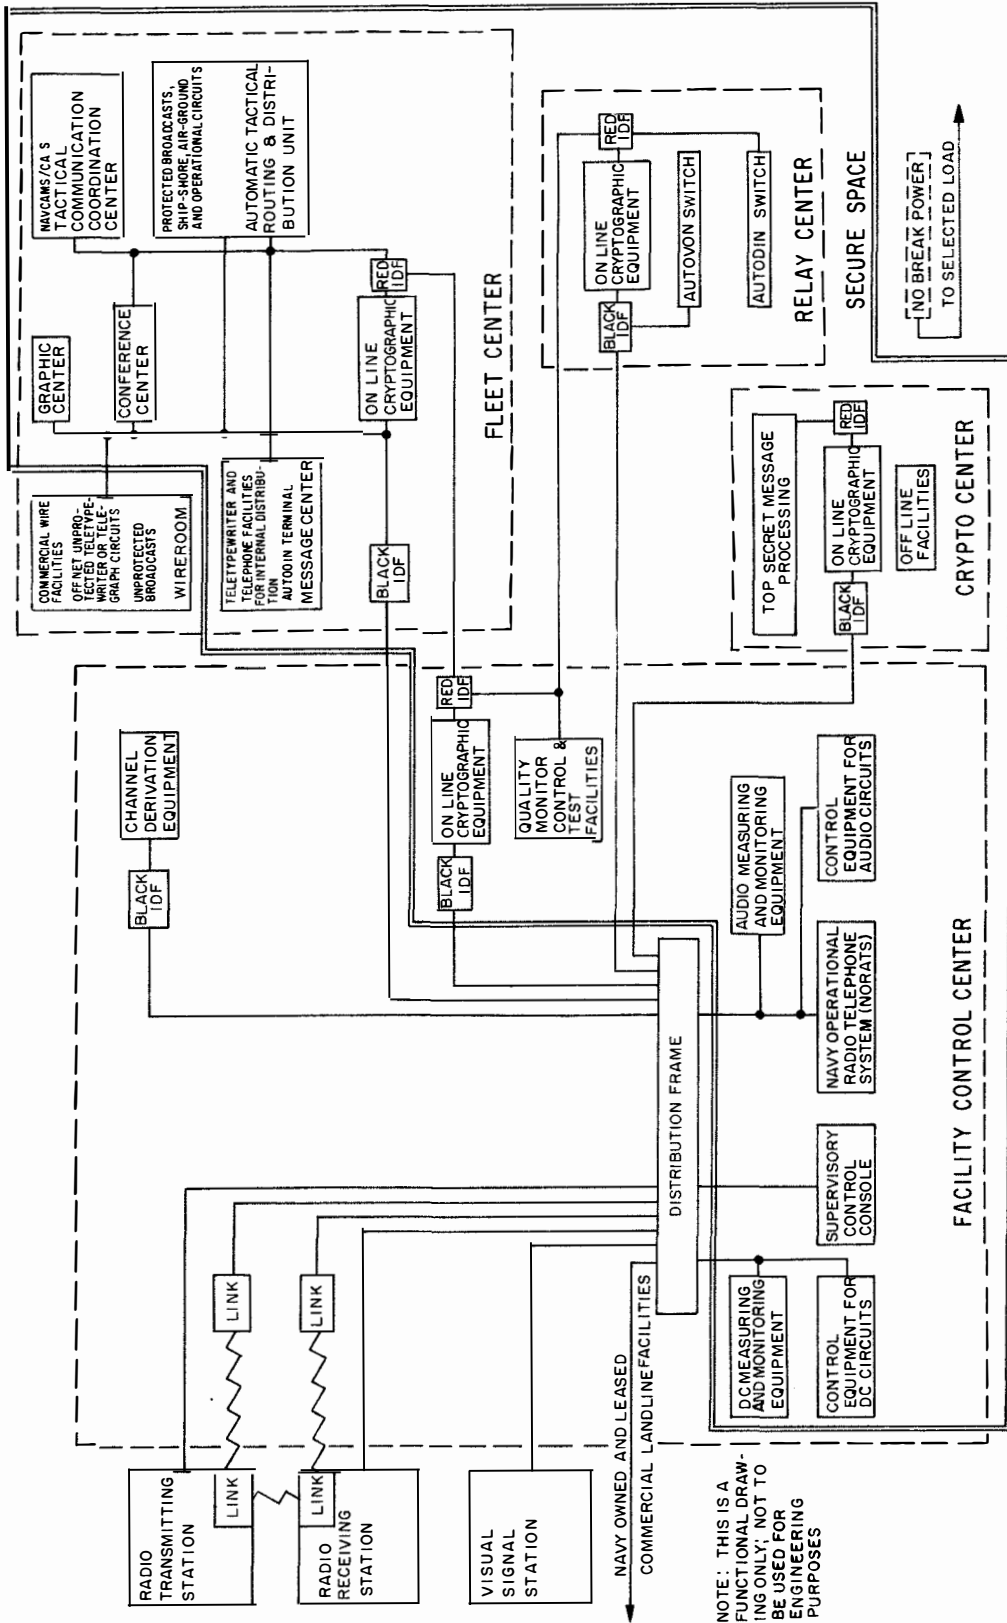 RADIO
TRANSMITTING
STATION
LINK
LINK
RADIO
RECEIVING
STATION
LINK
LINK
VISUAL
SIGNAL
STATION
NAVY OWNED AND LEASED
COMMERCIAL LANDLINE FACILITIES
NOTE: THIS IS A
FUNCTIONAL DRAW-
ING ONLY; NOT TO
BE USED FOR
ENGINEERING
PURPOSES
DISTRIBUTION FRAME
DC MEASURING
AND MONITORING
EQUIPMENT
CONTROL
EQUIPMENT FOR
DC CIRCUITS
SUPERVISORY
CONTROL
CONSOLE
NAVY OPERATIONAL
RADIO TELEPHONE
SYSTEM (NORATS)
AUDIO MEASURING
AND MONITORING
EQUIPMENT
CONTROL
EQUIPMENT FOR
AUDIO CIRCUITS
FACILITY CONTROL CENTER
BLACK
IDF
CHANNEL
DERIVATION
EQUIPMENT
BLACK
IDF
ON LINE
CRYPTOGRAPHIC
EQUIPMENT
RED
IDF
QUALITY
MONITOR
CONTROL &
TEST
FACILITIES
COMMERCIAL WIRE
FACILITIES
OFF NET UNPRO-
TECTED TELETYPE-
WRITER OR TELE-
GRAPH CIRCUITS
UNPROTECTED
BROADCASTS
WIREROOM
TELETYPEWRITER AND
TELEPHONE FACILITIES
FOR INTERNAL DISTRIBU-
TION
AUTODIN TERMINAL
MESSAGE CENTER
BLACK
IDF
GRAPHIC
CENTER
CONFERENCE
CENTER
ON LINE
CRYPTOGRAPHIC
EQUIPMENT
RED
IDF
NAVCAMS/CA S
TACTICAL
COMMUNICATION
COORDINATION
CENTER
PROTECTED BROADCASTS,
SHIP-SHORE, AIR-GROUND
AND OPERATIONAL CIRCUITS
AUTOMATIC TACTICAL
ROUTING & DISTRI-
BUTION UNIT
FLEET CENTER
BLACK
IDF
ON LINE
CRYPTOGRAPHIC
EQUIPMENT
RED
IDF
AUTOVON SWITCH
AUTODIN SWITCH
RELAY CENTER
SECURE SPACE
TOP SECRET MESSAGE
PROCESSING
BLACK
IDF
ON LINE
CRYPTOGRAPHIC
EQUIPMENT
RED
IDF
OFF LINE
FACILITIES
CRYPTO CENTER
NO BREAK POWER
TO SELECTED LOAD